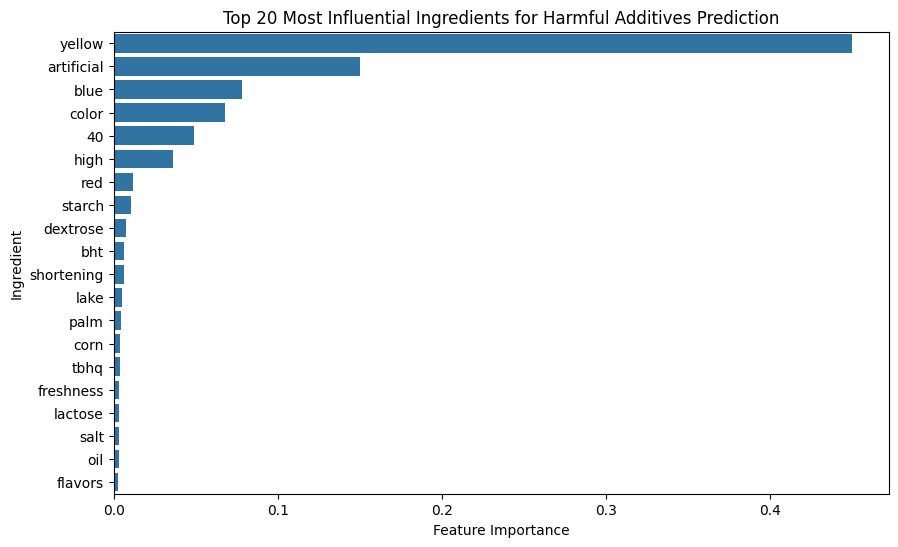 Top 20 Most Influential Ingredients for Harmful Additives Prediction
yellow
artificial
blue
color
40
high
red
starch
dextrose
bht
shortening
lake
palm
corn
tbhq
freshness
lactose
salt
oil
flavors
Ingredient
0.0 0.1 0.2 0.3 0.4
Feature Importance